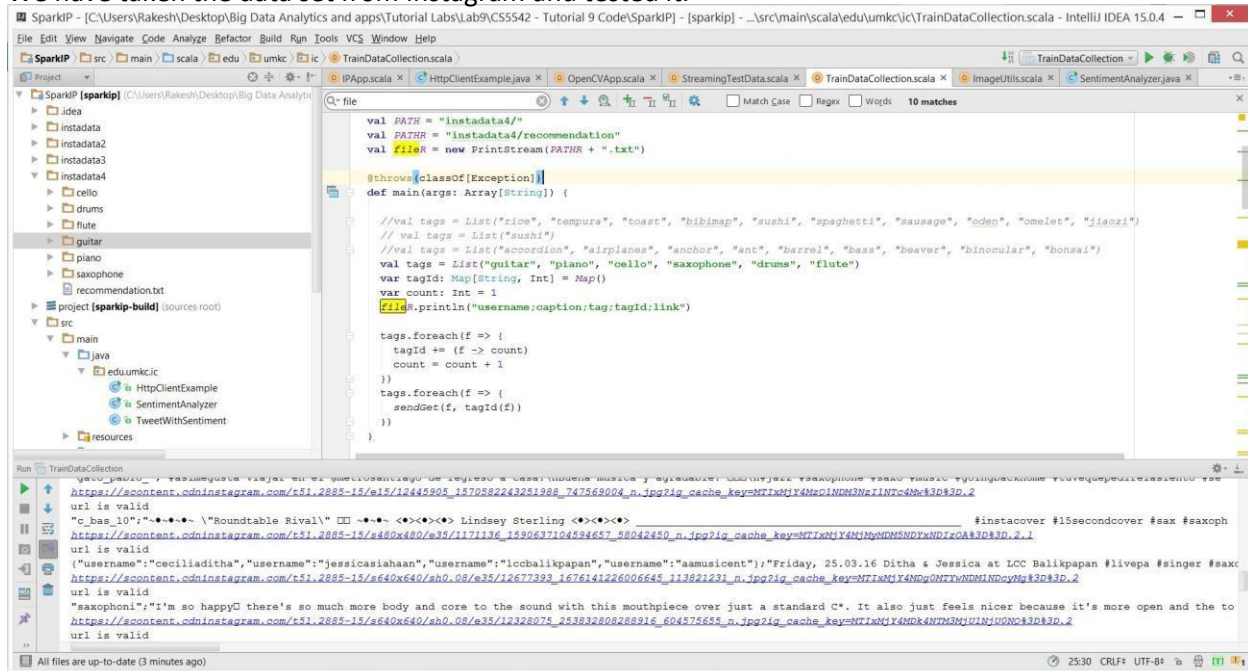 We have taken the data set from Instagram and tested it.
SparkIP - [C:\Users\Rakesh\Desktop\Big Data Analytics and apps\Tutorial Labs\Lab9\CS5542 - Tutorial 9 Code\SparkIP] - [sparkip] - ...\src\main\scala\edu\umkc\ic\TrainDataCollection.scala - IntelliJ IDEA 15.0.4
File Edit View Navigate Code Analyze Refactor Build Run Tools VCS Window Help
SparkIP src main scala edu umkc ic TrainDataCollection.scala TrainDataCollection
Project IPApp.scala HttpClientExample.java OpenCVApp.scala StreamingTestData.scala TrainDataCollection.scala ImageUtils.scala SentimentAnalyzer.java
SparkIP [sparkip] (C:\Users\Rakesh\Desktop\Big Data Analytic
.idea
instadata
instadata2
instadata3
instadata4
cello
drums
flute
guitar
piano
saxophone
recommendation.txt
project [sparkip-build] (sources root)
src
main
java
edu.umkc.ic
HttpClientExample
SentimentAnalyzer
TweetWithSentiment
resources
file Match Case Regex Words 10 matches
val PATH = "instadata4/"
val PATHR = "instadata4/recommendation"
val fileR = new PrintStream(PATHR + ".txt")
@throws(classOf[Exception])
def main(args: Array[String]) {
//val tags = List("rice", "tempura", "toast", "bibimap", "sushi", "spaghetti", "sausage", "oden", "omelet", "jiaozi")
// val tags = List("sushi")
//val tags = List("accordion", "airplanes", "anchor", "ant", "barrel", "bass", "beaver", "binocular", "bonsai")
val tags = List("guitar", "piano", "cello", "saxophone", "drums", "flute")
var tagId: Map[String, Int] = Map()
var count: Int = 1
fileR.println("username;caption;tag;tagId;link")
tags.foreach(f => {
tagId += (f -> count)
count = count + 1
})
tags.foreach(f => {
sendGet(f, tagId(f))
})
}
Run TrainDataCollection
https://scontent.cdninstagram.com/t51.2885-15/e15/12445905_1570582243251988_747569004_n.jpg?ig_cache_key=MTIxMjY4MzO1NDM3NzI1NTc4Mw%3D%3D.2
url is valid
"c_bas_10";"~•~•~•~ \"Roundtable Rival\" □□ ~•~•~ <•><•><•> Lindsey Sterling <•><•><•> #instacover #15secondcover #sax #saxoph
https://scontent.cdninstagram.com/t51.2885-15/s480x480/e35/1171136_1590637104594657_58042450_n.jpg?ig_cache_key=MTIxMjY4MjMyMDM5NDYxNDIzOA%3D%3D.2.1
url is valid
{"username":"ceciliaditha","username":"jessicasiahaan","username":"lccbalikpapan","username":"aamusicent"};"Friday, 25.03.16 Ditha & Jessica at LCC Balikpapan #livepa #singer #saxo
https://scontent.cdninstagram.com/t51.2885-15/s640x640/sh0.08/e35/12677393_1676141226006645_113821231_n.jpg?ig_cache_key=MTIxMjY4MDg0MTYwNDM1NDcyMg%3D%3D.2
url is valid
"saxophoni";"I'm so happy□ there's so much more body and core to the sound with this mouthpiece over just a standard C*. It also just feels nicer because it's more open and the to
https://scontent.cdninstagram.com/t51.2885-15/s640x640/sh0.08/e35/12328075_253832808288916_604575655_n.jpg?ig_cache_key=MTIxMjY4MDk4NTM3MjU1NjU0NQ%3D%3D.2
url is valid
All files are up-to-date (3 minutes ago) 25:30 CRLF UTF-8